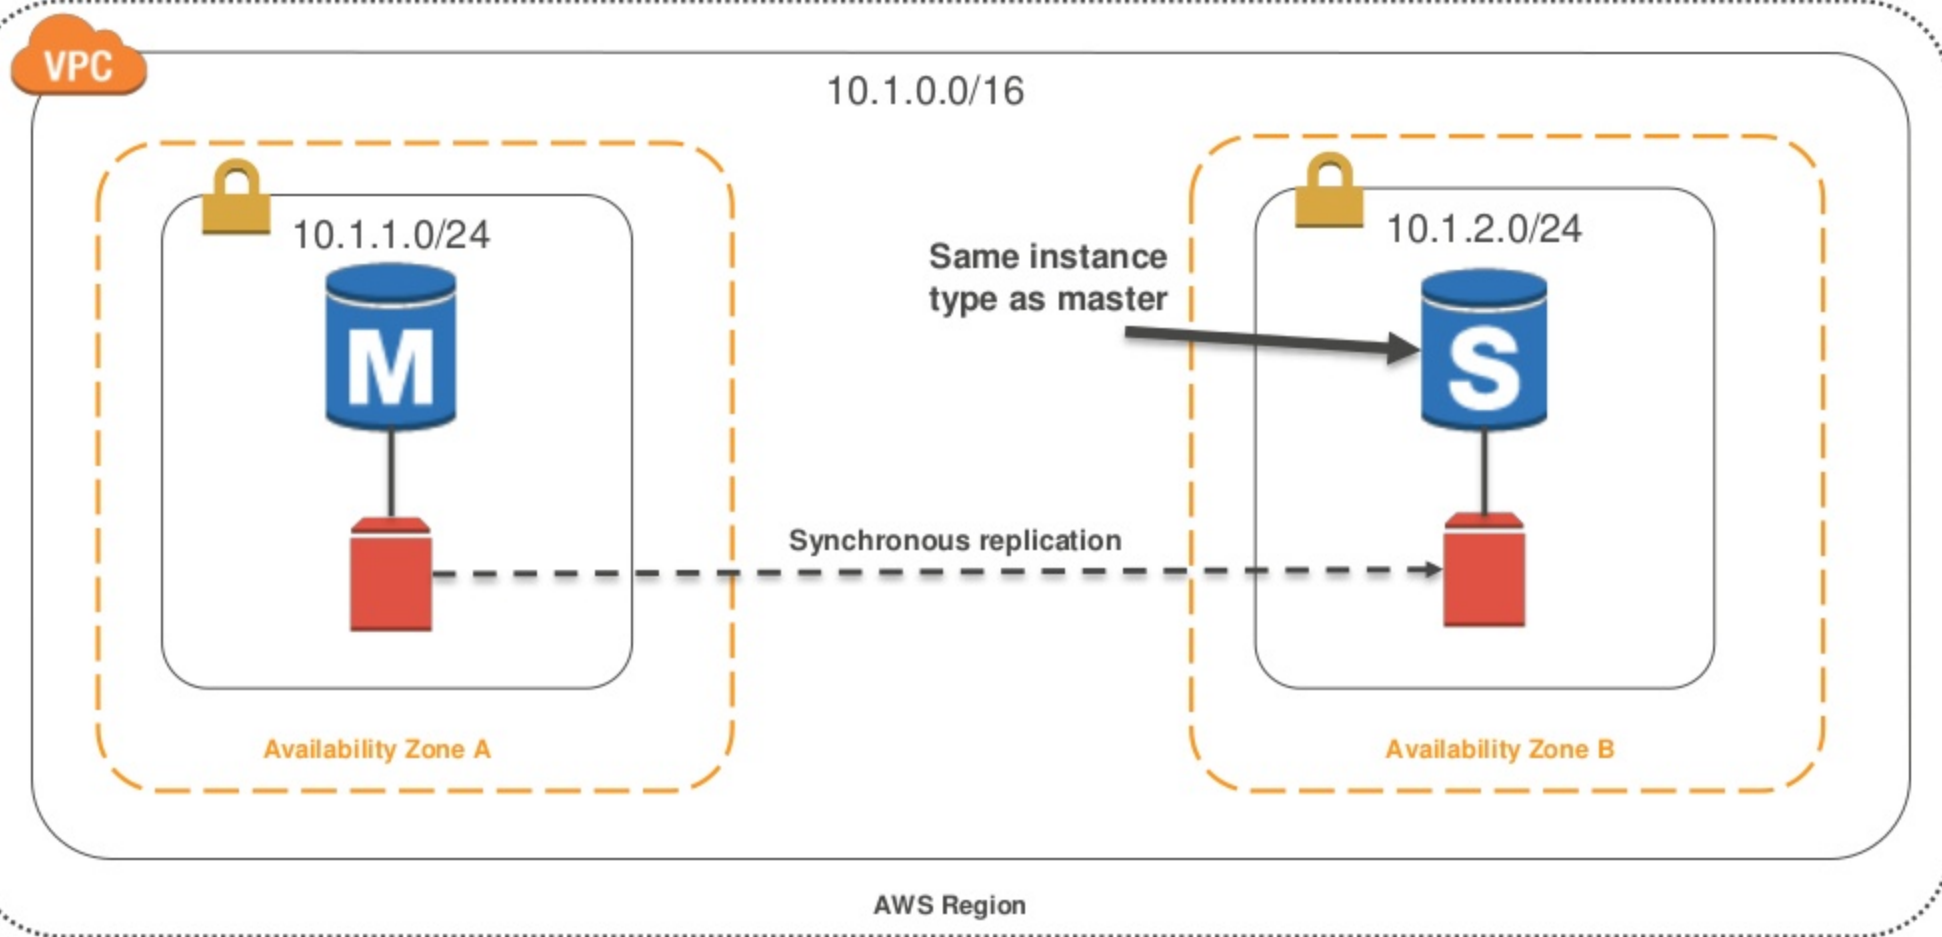 VPC
10.1.0.0/16
10.1.1.0/24
M
Same instance
type as master
10.1.2.0/24
S
Synchronous replication
Availability Zone A
Availability Zone B
AWS Region